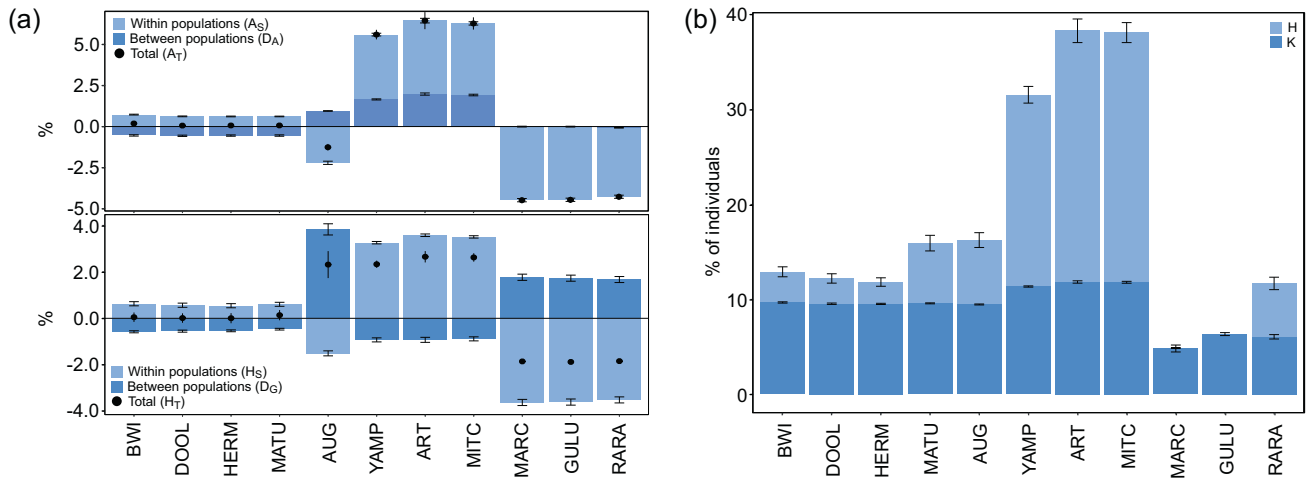 (a)
Within populations (A_S)
Between populations (D_A)
Total (A_T)
5.0
2.5
0.0
-2.5
-5.0
%
4.0
2.0
0.0
-2.0
-4.0
%
Within populations (H_S)
Between populations (D_G)
Total (H_T)
BWI
DOOL
HERM
MATU
AUG
YAMP
ART
MITC
MARC
GULU
RARA
(b)
40
30
20
10
0
% of individuals
H
K
BWI
DOOL
HERM
MATU
AUG
YAMP
ART
MITC
MARC
GULU
RARA